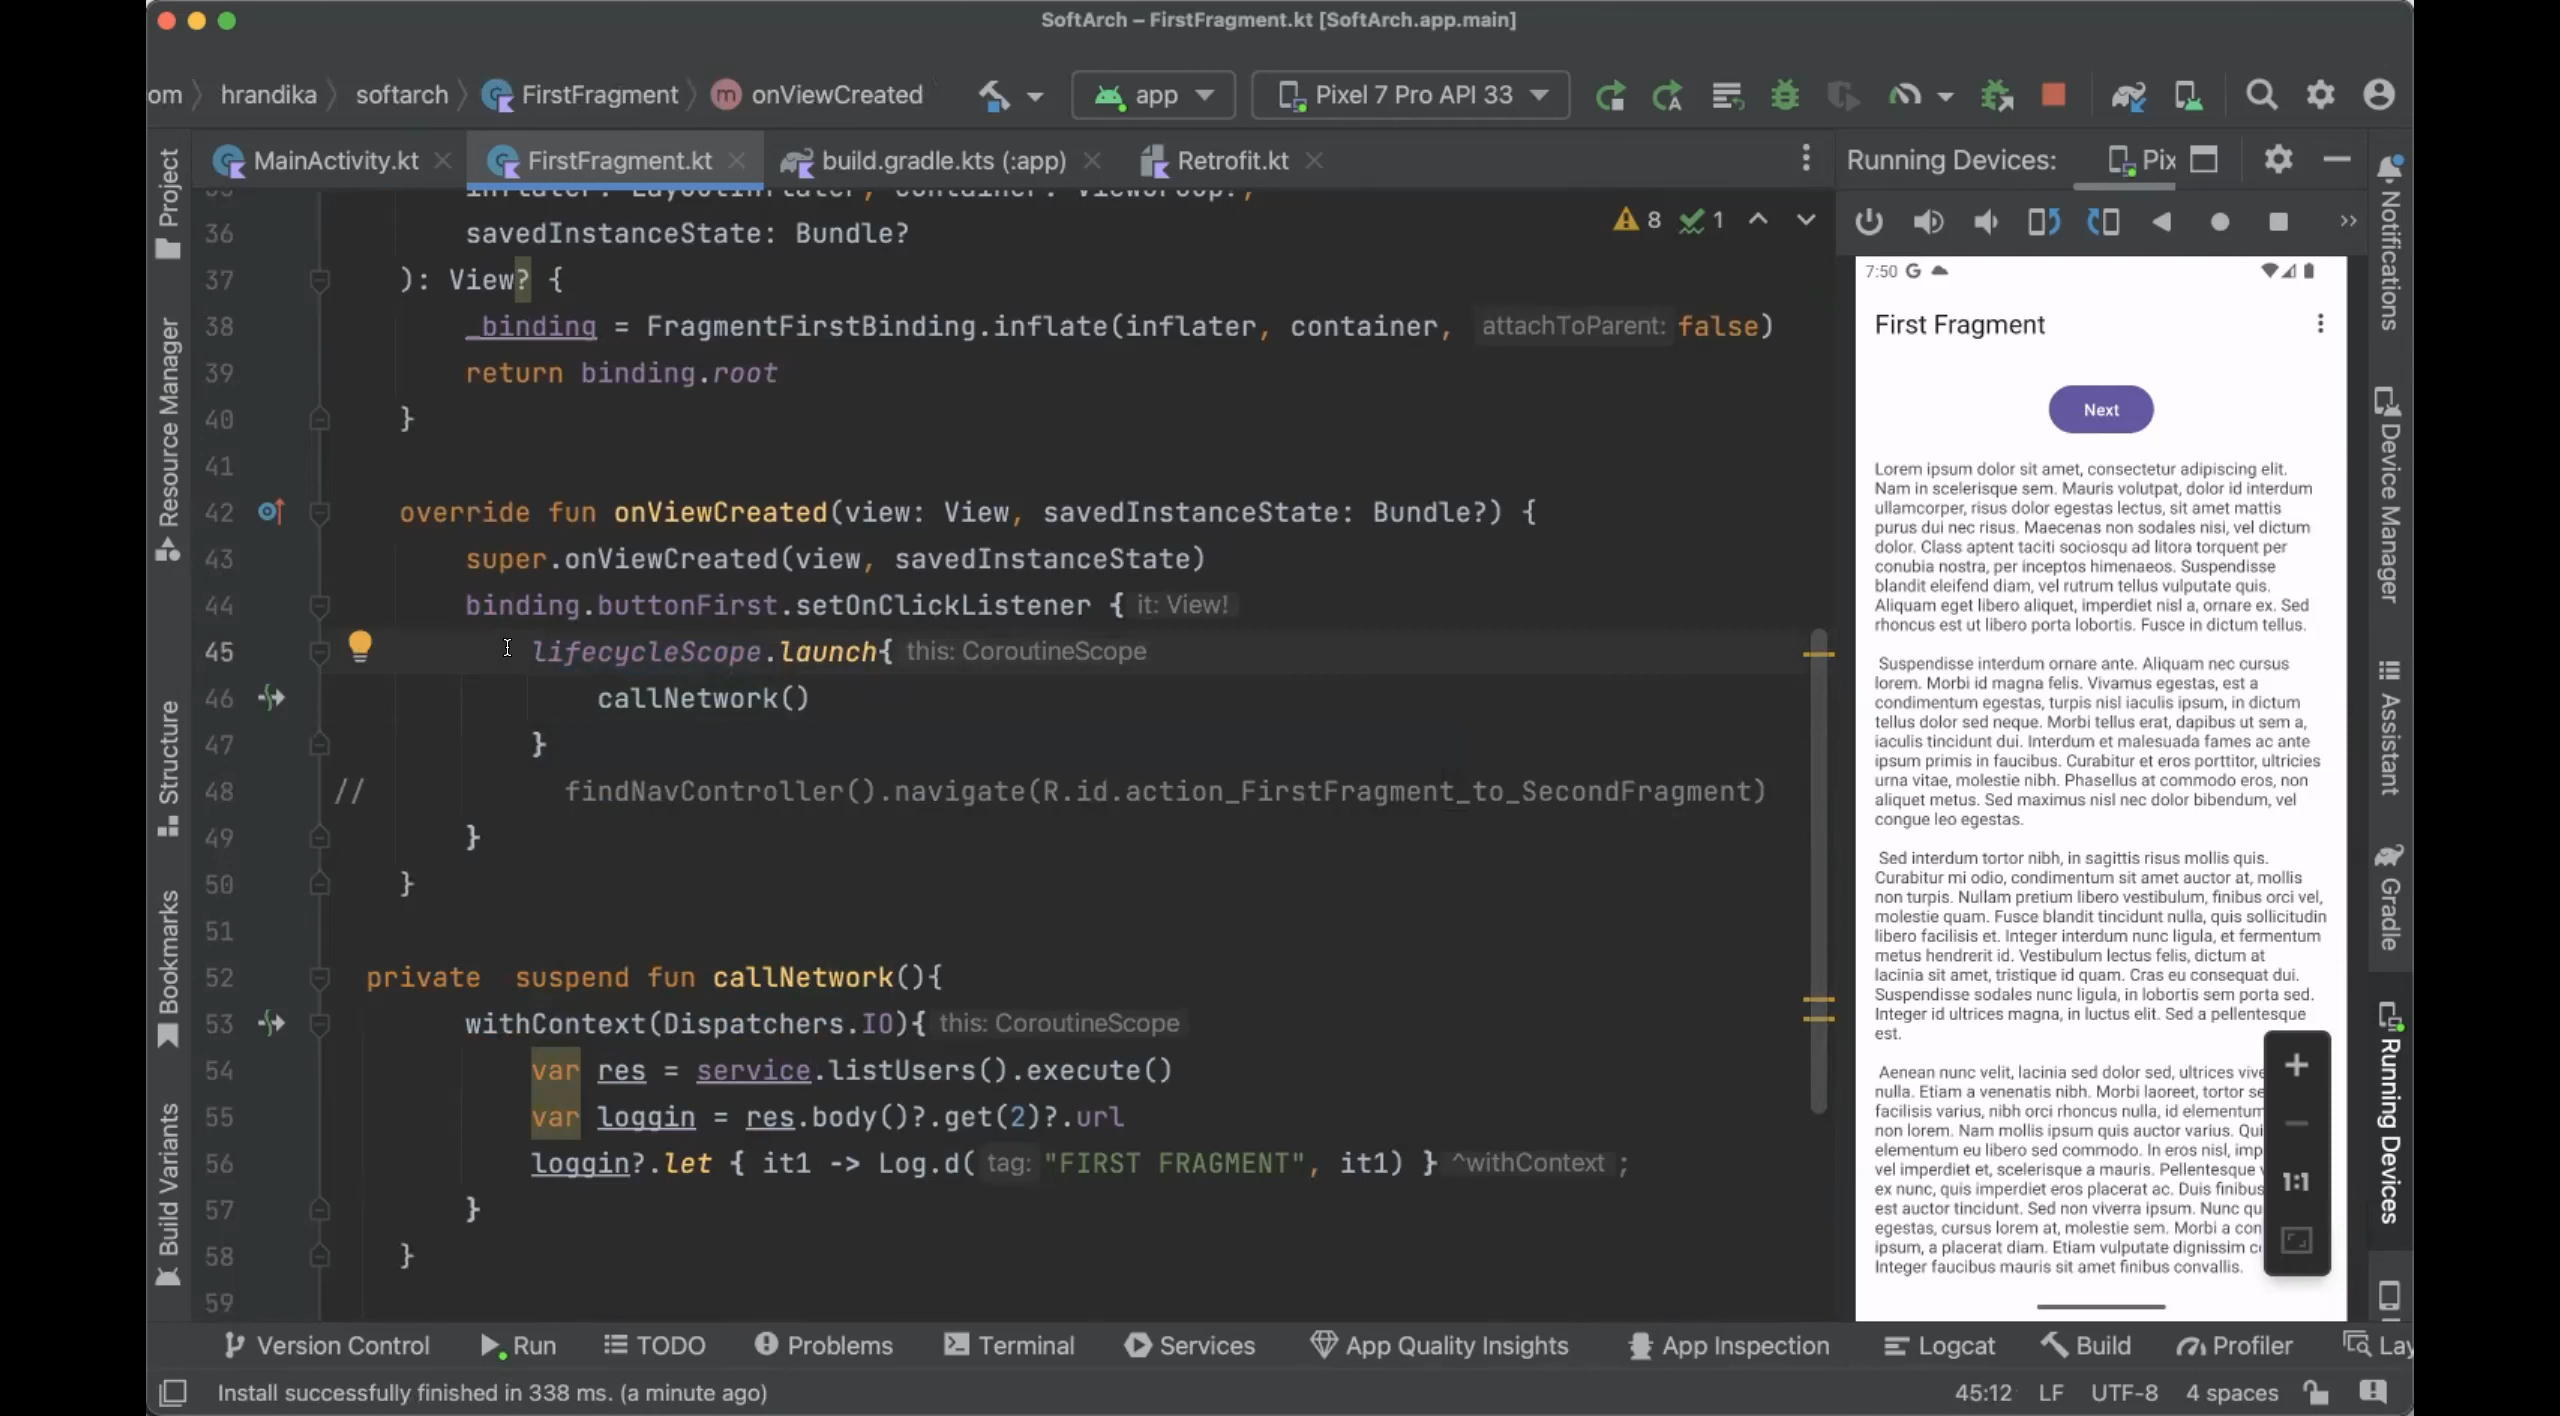 SoftArch – FirstFragment.kt [SoftArch.app.main]
om hrandika softarch FirstFragment m onViewCreated app Pixel 7 Pro API 33
MainActivity.kt FirstFragment.kt build.gradle.kts (:app) Retrofit.kt Running Devices: Pix
8 1
36 savedInstanceState: Bundle?
37 ): View? {
38 _binding = FragmentFirstBinding.inflate(inflater, container, attachToParent: false)
39 return binding.root
40 }
41
42 override fun onViewCreated(view: View, savedInstanceState: Bundle?) {
43 super.onViewCreated(view, savedInstanceState)
44 binding.buttonFirst.setOnClickListener { it: View!
45 lifecycleScope.launch{ this: CoroutineScope
46 callNetwork()
47 }
48 // findNavController().navigate(R.id.action_FirstFragment_to_SecondFragment)
49 }
50 }
51
52 private suspend fun callNetwork(){
53 withContext(Dispatchers.IO){ this: CoroutineScope
54 var res = service.listUsers().execute()
55 var loggin = res.body()?.get(2)?.url
56 loggin?.let { it1 -> Log.d( tag: "FIRST FRAGMENT", it1) } ^withContext ;
57 }
58 }
59
Project
Resource Manager
Structure
Bookmarks
Build Variants
7:50 G
First Fragment
Next
Lorem ipsum dolor sit amet, consectetur adipiscing elit.
Nam in scelerisque sem. Mauris volutpat, dolor id interdum
ullamcorper, risus dolor egestas lectus, sit amet mattis
purus dui nec risus. Maecenas non sodales nisi, vel dictum
dolor. Class aptent taciti sociosqu ad litora torquent per
conubia nostra, per inceptos himenaeos. Suspendisse
blandit eleifend diam, vel rutrum tellus vulputate quis.
Aliquam eget libero aliquet, imperdiet nisl a, ornare ex. Sed
rhoncus est ut libero porta lobortis. Fusce in dictum tellus.
Suspendisse interdum ornare ante. Aliquam nec cursus
lorem. Morbi id magna felis. Vivamus egestas, est a
condimentum egestas, turpis nisl iaculis ipsum, in dictum
tellus dolor sed neque. Morbi tellus erat, dapibus ut sem a,
iaculis tincidunt dui. Interdum et malesuada fames ac ante
ipsum primis in faucibus. Curabitur et eros porttitor, ultricies
urna vitae, molestie nibh. Phasellus at commodo eros, non
aliquet metus. Sed maximus nisl nec dolor bibendum, vel
congue leo egestas.
Sed interdum tortor nibh, in sagittis risus mollis quis.
Curabitur mi odio, condimentum sit amet auctor at, mollis
non turpis. Nullam pretium libero vestibulum, finibus orci vel,
molestie quam. Fusce blandit tincidunt nulla, quis sollicitudin
libero facilisis et. Integer interdum nunc ligula, et fermentum
metus hendrerit id. Vestibulum lectus felis, dictum at
lacinia sit amet, tristique id quam. Cras eu consequat dui.
Suspendisse sodales nunc ligula, in lobortis sem porta sed.
Integer id ultrices magna, in luctus elit. Sed a pellentesque
est.
Aenean nunc velit, lacinia sed dolor sed, ultrices vive
nulla. Etiam a venenatis nibh. Morbi laoreet, tortor se
facilisis varius, nibh orci rhoncus nulla, id elementum
non lorem. Nam mollis ipsum quis auctor varius. Qui
elementum eu libero sed commodo. In eros nisl, imp
vel imperdiet et, scelerisque a mauris. Pellentesque v
ex nunc, quis imperdiet eros placerat ac. Duis finibus
est auctor tincidunt. Sed non viverra ipsum. Nunc qu
egestas, cursus lorem at, molestie sem. Morbi a con
ipsum, a placerat diam. Etiam vulputate dignissim c
Integer faucibus mauris sit amet finibus convallis.
1:1
Notifications
Device Manager
Assistant
Gradle
Running Devices
Version Control Run TODO Problems Terminal Services App Quality Insights App Inspection Logcat Build Profiler Lay
Install successfully finished in 338 ms. (a minute ago) 45:12 LF UTF-8 4 spaces